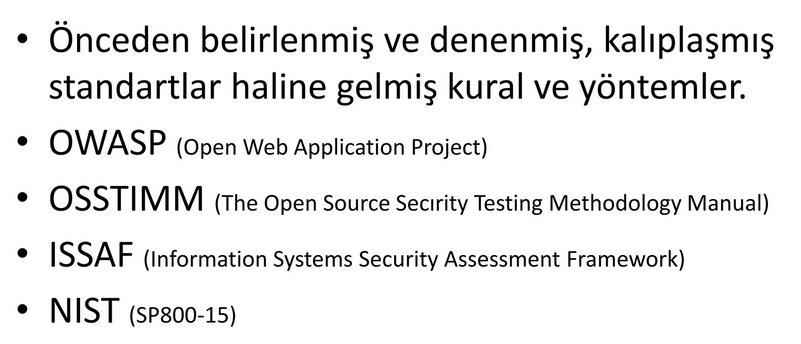 • Önceden belirlenmiş ve denenmiş, kalıplaşmış
standartlar haline gelmiş kural ve yöntemler.
• OWASP (Open Web Application Project)
• OSSTIMM (The Open Source Secırity Testing Methodology Manual)
• ISSAF (Information Systems Security Assessment Framework)
• NIST (SP800-15)